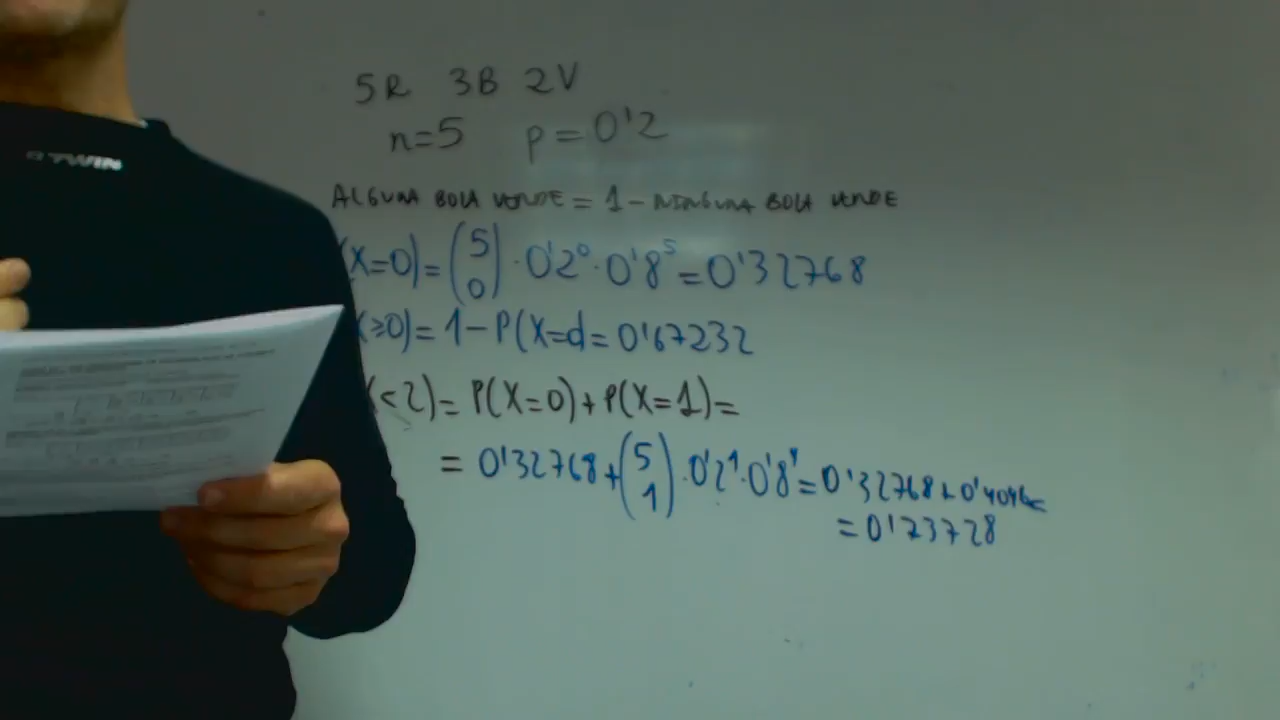 5R 3B 2V
n=5 p=0'2
ALGUNA BOLA VERDE = 1 - NINGUNA BOLA VERDE
(X=0)=(5 0)·0'2⁰·0'8⁵=0'32768
(≥0)=1-P(X=d=0'67232
(<2)=P(X=0)+P(X=1)=
=0'32768+(5 1)·0'2¹·0'8⁴=0'32768+0'4096=
=0'73728
TWIN